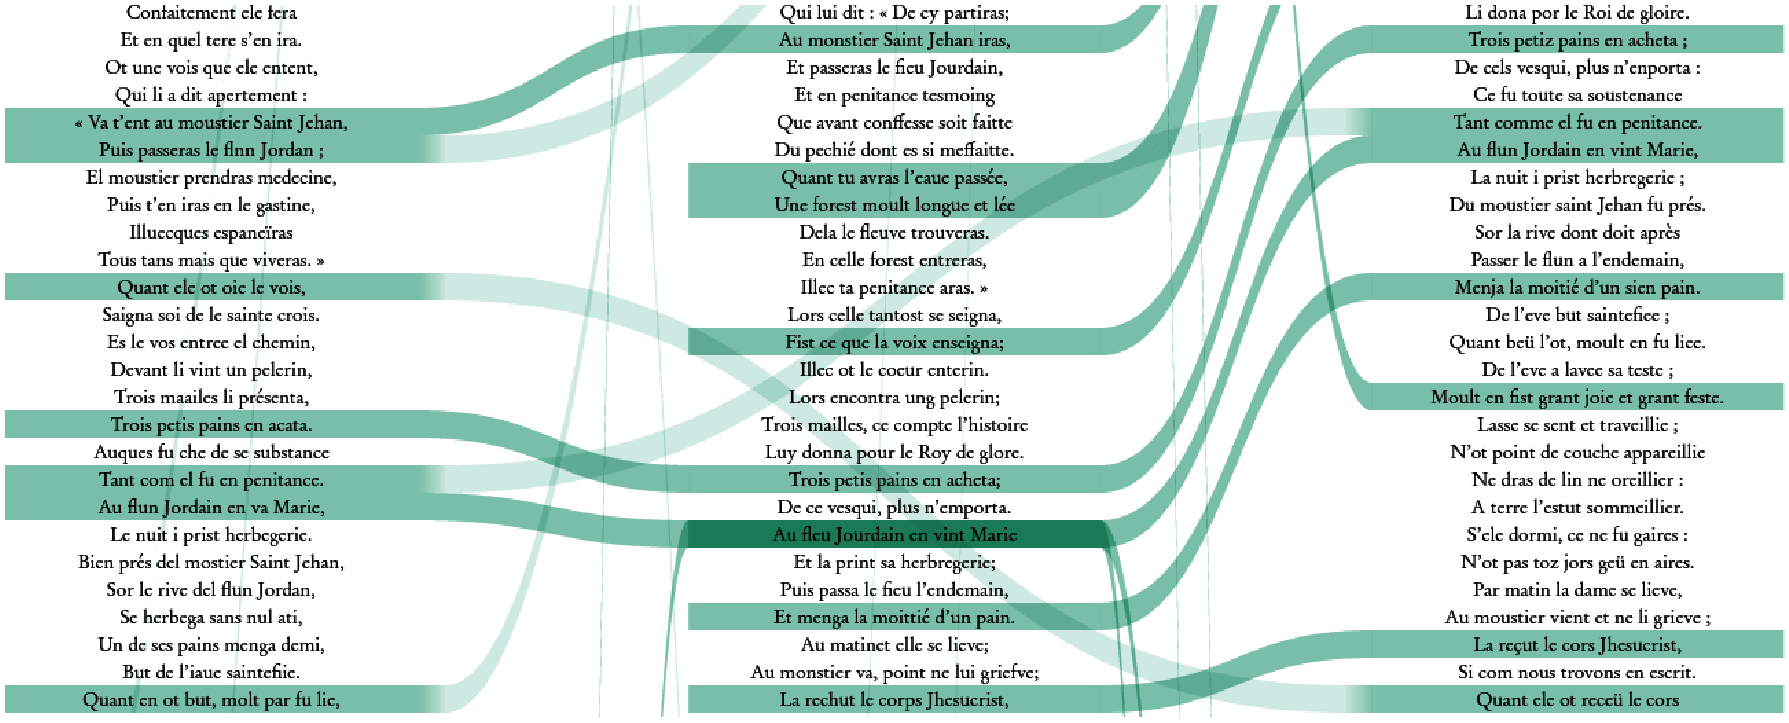 Confaitement ele fera
Et en quel tere s'en ira.
Ot une vois que ele entent,
Qui li a dit apertement :
« Va t'ent au moustier Saint Jehan,
Puis passeras le flnn Jordan ;
El moustier prendras medecine,
Puis t'en iras en le gastine,
Illuecques espaneïras
Tous tans mais que viveras. »
Quant ele ot oie le vois,
Saigna soi de le sainte crois.
Es le vos entree el chemin,
Devant li vint un pelerin,
Trois maailes li présenta,
Trois petis pains en acata.
Auques fu che de se substance
Tant com el fu en penitance.
Au flun Jordain en va Marie,
Le nuit i prist herbegerie.
Bien prés del mostier Saint Jehan,
Sor le rive del flun Jordan,
Se herbega sans nul ati,
Un de ses pains menga demi,
But de l'iaue saintefiie.
Quant en ot but, molt par fu lie,
Qui lui dit : « De cy partiras;
Au monstier Saint Jehan iras,
Et passeras le fieu Jourdain,
Et en penitance tesmoing
Que avant conffesse soit faitte
Du pechié dont es si meffaitte.
Quant tu avras l'eaue passée,
Une forest moult longue et lée
Dela le fleuve trouveras.
En celle forest entreras,
Illec ta penitance aras. »
Lors celle tantost se seigna,
Fist ce que la voix enseigna;
Illec ot le coeur enterin.
Lors encontra ung pelerin;
Trois mailles, ce compte l'histoire
Luy donna pour le Roy de glore.
Trois petis pains en acheta;
De ce vesqui, plus n'emporta.
Au fleu Jourdain en vint Marie
Et la print sa herbregerie;
Puis passa le fieu l'endemain,
Et menga la moittié d'un pain.
Au matinet elle se lieve;
Au monstier va, point ne lui griefve;
La rechut le corps Jhesucrist,
Li dona por le Roi de gloire.
Trois petiz pains en acheta ;
De cels vesqui, plus n'enporta :
Ce fu toute sa soustenance
Tant comme el fu en penitance.
Au flun Jordain en vint Marie,
La nuit i prist herbregerie ;
Du moustier saint Jehan fu prés.
Sor la rive dont doit après
Passer le flun a l'endemain,
Menja la moitié d'un sien pain.
De l'eve but saintefiee ;
Quant beü l'ot, moult en fu liee.
De l'eve a lavee sa teste ;
Moult en fist grant joie et grant feste.
Lasse se sent et traveillie ;
N'ot point de couche appareillie
Ne dras de lin ne oreillier :
A terre l'estut sommeillier.
S'ele dormi, ce ne fu gaires :
N'ot pas toz jors geü en aires.
Par matin la dame se lieve,
Au moustier vient et ne li grieve ;
La reçut le cors Jhesucrist,
Si com nous trovons en escrit.
Quant ele ot receü le cors